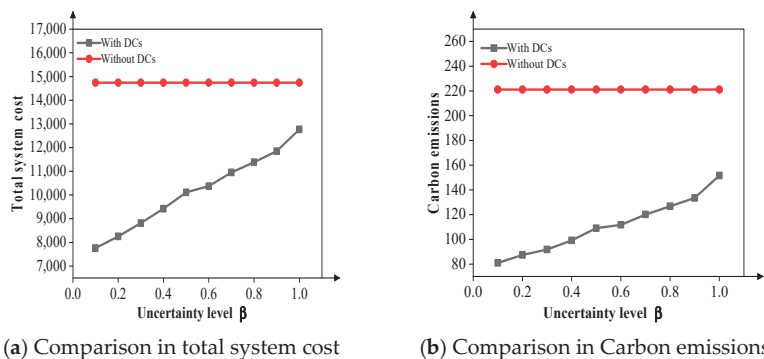 17,000
16,000
15,000
14,000
13,000
12,000
11,000
10,000
9,000
8,000
7,000
Total system cost
With DCs
Without DCs
0.0 0.2 0.4 0.6 0.8 1.0
Uncertainty level β
(a) Comparison in total system cost
260
240
220
200
180
160
140
120
100
80
Carbon emissions
With DCs
Without DCs
0.0 0.2 0.4 0.6 0.8 1.0
Uncertainty level β
(b) Comparison in Carbon emissions